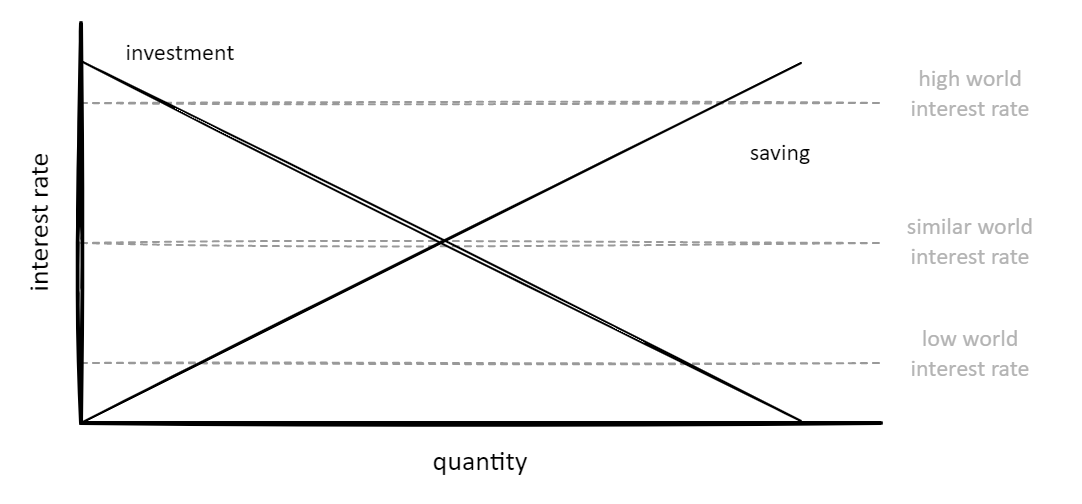 investment
high world
interest rate
saving
interest rate
similar world
interest rate
low world
interest rate
quantity